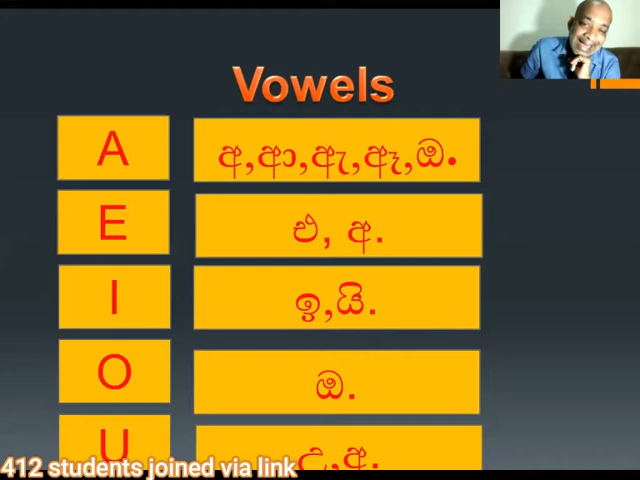 Vowels
A අ,ආ,ඇ,ඈ,ඔ.
E එ, අ.
I ඉ,යි.
O ඔ.
U උ,අ.
412 students joined via link